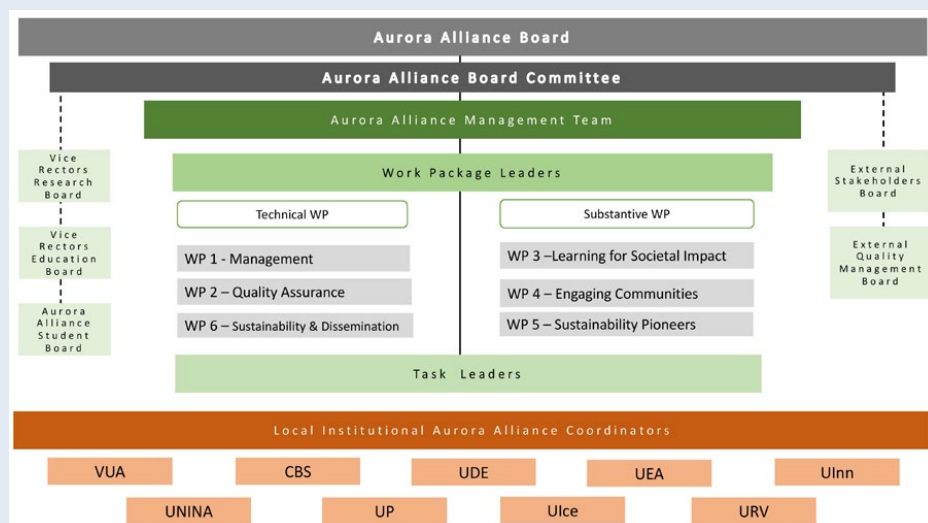 Aurora Alliance Board
Aurora Alliance Board Committee
Aurora Alliance Management Team
Vice
Rectors
Research
Board
Work Package Leaders
External
Stakeholders
Board
Technical WP
Substantive WP
Vice
Rectors
Education
Board
WP 1 - Management
WP 3 –Learning for Societal Impact
External
Quality
Management
Board
WP 2 – Quality Assurance
WP 4 – Engaging Communities
Aurora
Alliance
Student
Board
WP 6 – Sustainability & Dissemination
WP 5 – Sustainability Pioneers
Task Leaders
Local Institutional Aurora Alliance Coordinators
VUA
CBS
UDE
UEA
UInn
UNINA
UP
UIce
URV